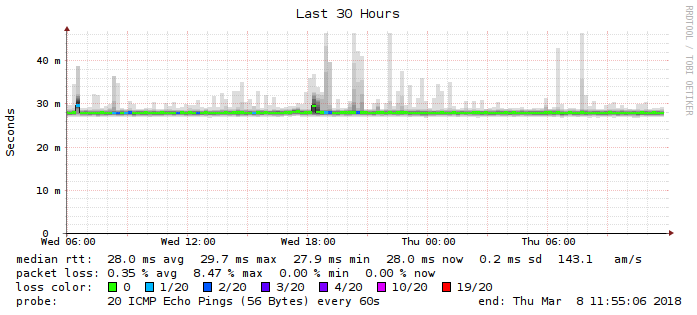 Last 30 Hours
RRDTOOL / TOBI OETIKER
Seconds
40 m
30 m
20 m
10 m
0
Wed 06:00 Wed 12:00 Wed 18:00 Thu 00:00 Thu 06:00
median rtt: 28.0 ms avg 29.7 ms max 27.9 ms min 28.0 ms now 0.2 ms sd 143.1 am/s
packet loss: 0.35 % avg 8.47 % max 0.00 % min 0.00 % now
loss color: 0 1/20 2/20 3/20 4/20 10/20 19/20
probe: 20 ICMP Echo Pings (56 Bytes) every 60s end: Thu Mar 8 11:55:06 2018